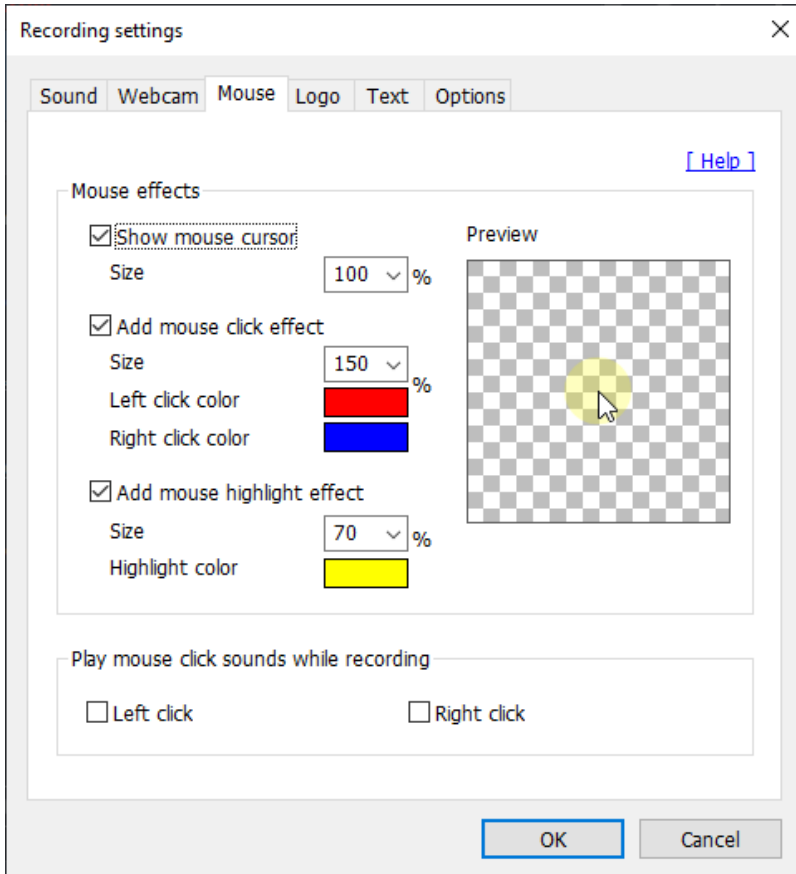 Recording settings
Sound Webcam Mouse Logo Text Options
[ Help ]
Mouse effects
Show mouse cursor
Size 100 %
Add mouse click effect
Size 150 %
Left click color
Right click color
Add mouse highlight effect
Size 70 %
Highlight color
Preview
Play mouse click sounds while recording
Left click Right click
OK Cancel